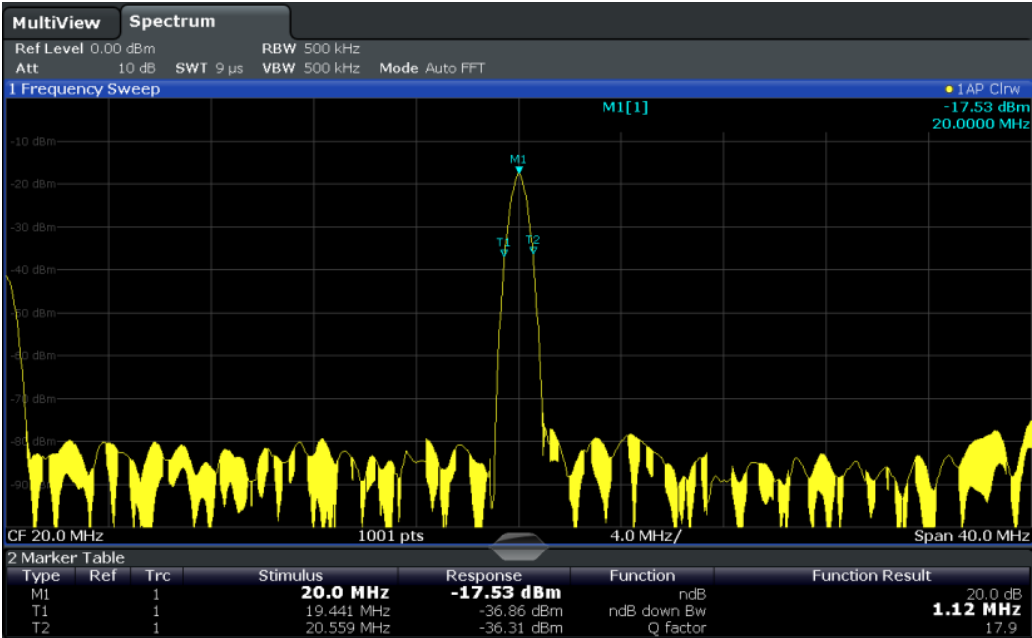 MultiView Spectrum
Ref Level 0.00 dBm RBW 500 kHz
Att 10 dB SWT 9 µs VBW 500 kHz Mode Auto FFT
1 Frequency Sweep 1AP Clrw
M1[1] -17.53 dBm
20.0000 MHz
-10 dBm
M1
-20 dBm
-30 dBm
T1 T2
-40 dBm
-50 dBm
-60 dBm
-70 dBm
-80 dBm
-90
CF 20.0 MHz 1001 pts 4.0 MHz/ Span 40.0 MHz
2 Marker Table
Type Ref Trc Stimulus Response Function Function Result
M1 1 20.0 MHz -17.53 dBm ndB 20.0 dB
T1 1 19.441 MHz -36.86 dBm ndB down Bw 1.12 MHz
T2 1 20.559 MHz -36.31 dBm Q factor 17.9